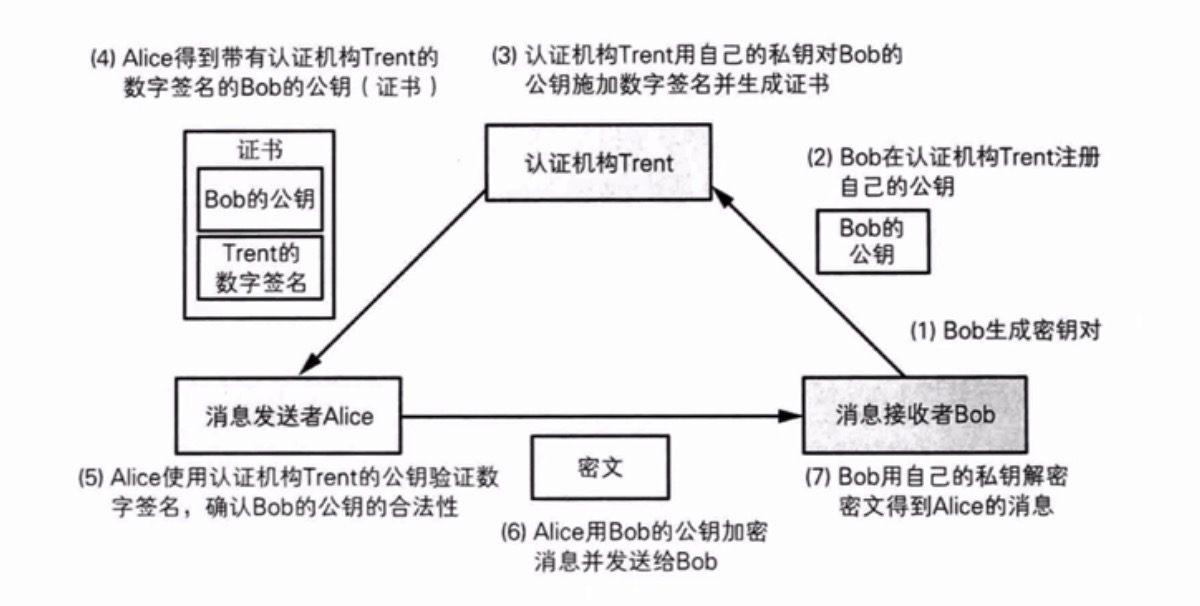 (4) Alice得到带有认证机构Trent的
数字签名的Bob的公钥（证书）
(3) 认证机构Trent用自己的私钥对Bob的
公钥施加数字签名并生成证书
证书
Bob的公钥
Trent的
数字签名
认证机构Trent
(2) Bob在认证机构Trent注册
自己的公钥
Bob的
公钥
(1) Bob生成密钥对
消息发送者Alice
消息接收者Bob
(5) Alice使用认证机构Trent的公钥验证数
字签名，确认Bob的公钥的合法性
密文
(6) Alice用Bob的公钥加密
消息并发送给Bob
(7) Bob用自己的私钥解密
密文得到Alice的消息